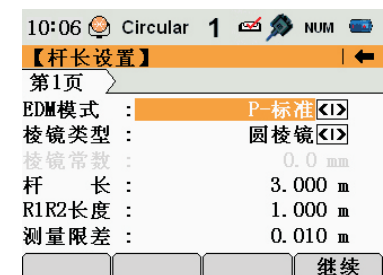 10:06 Circular 1 NUM
【杆长设置】
第1页
EDM模式 : P-标准
棱镜类型 : 圆棱镜
棱镜常数 : 0.0 mm
杆 长 : 3.000 m
R1R2长度 : 1.000 m
测量限差 : 0.010 m
继续